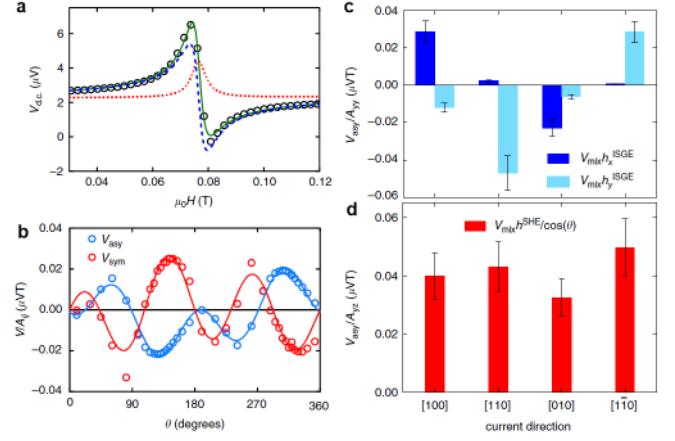 a
V_d.c. (μV)
6
4
2
0
−2
0.04
0.06
0.08
0.10
0.12
μ₀H (T)
b
V_asy
V_sym
V/A_ij (μVT)
0.04
0.02
0.00
−0.02
−0.04
0
90
180
270
360
θ (degrees)
c
V_asy/A_yy (μVT)
0.04
0.02
0.00
−0.02
−0.04
−0.06
V_mix h_x^ISGE
V_mix h_y^ISGE
d
V_mix h^SHE/cos(θ)
V_asy/A_yz (μVT)
0.06
0.04
0.02
0.00
[100]
[110]
[010]
[11̅0]
current direction